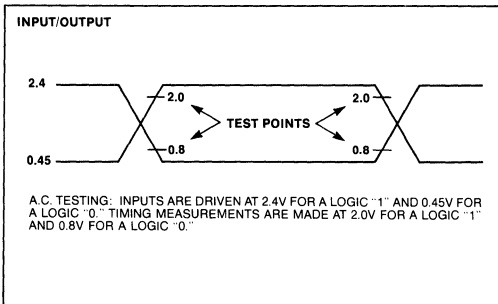 INPUT/OUTPUT
2.4
2.0
2.0
TEST POINTS
0.8
0.8
0.45
A.C. TESTING: INPUTS ARE DRIVEN AT 2.4V FOR A LOGIC "1" AND 0.45V FOR
A LOGIC "0." TIMING MEASUREMENTS ARE MADE AT 2.0V FOR A LOGIC "1"
AND 0.8V FOR A LOGIC "0."